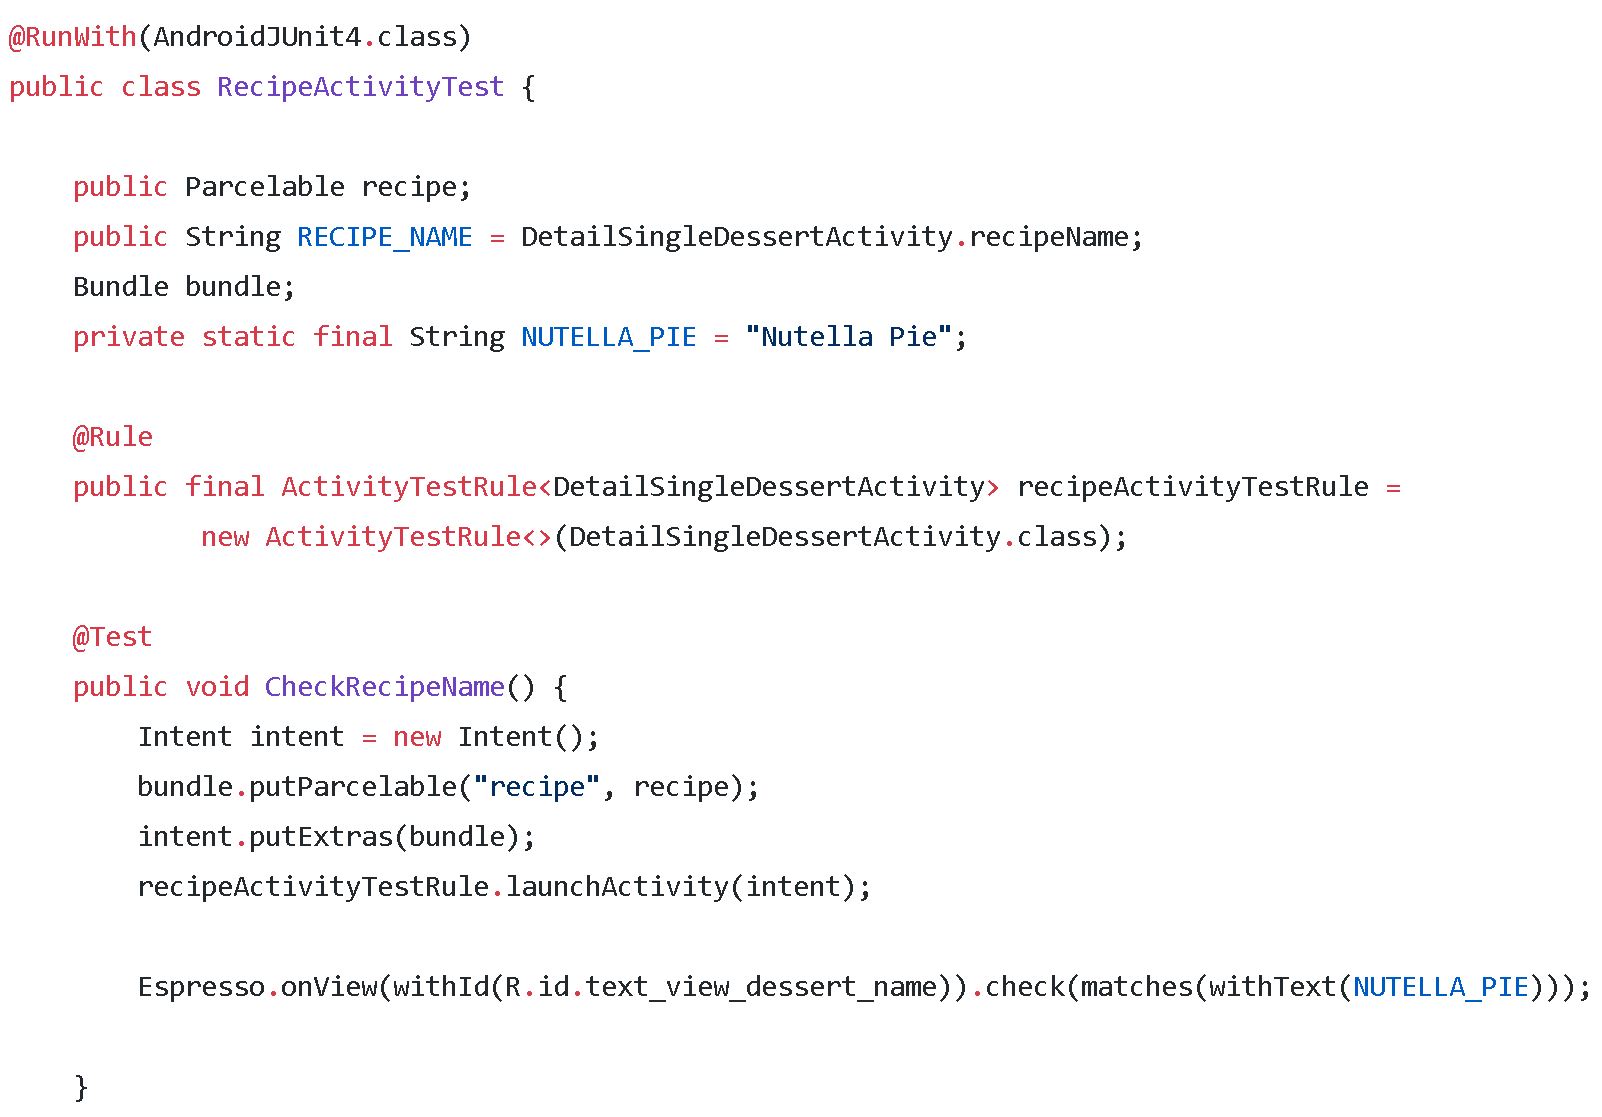 @RunWith(AndroidJUnit4.class)
public class RecipeActivityTest {

    public Parcelable recipe;
    public String RECIPE_NAME = DetailSingleDessertActivity.recipeName;
    Bundle bundle;
    private static final String NUTELLA_PIE = "Nutella Pie";

    @Rule
    public final ActivityTestRule<DetailSingleDessertActivity> recipeActivityTestRule =
            new ActivityTestRule<>(DetailSingleDessertActivity.class);

    @Test
    public void CheckRecipeName() {
        Intent intent = new Intent();
        bundle.putParcelable("recipe", recipe);
        intent.putExtras(bundle);
        recipeActivityTestRule.launchActivity(intent);

        Espresso.onView(withId(R.id.text_view_dessert_name)).check(matches(withText(NUTELLA_PIE)));

    }